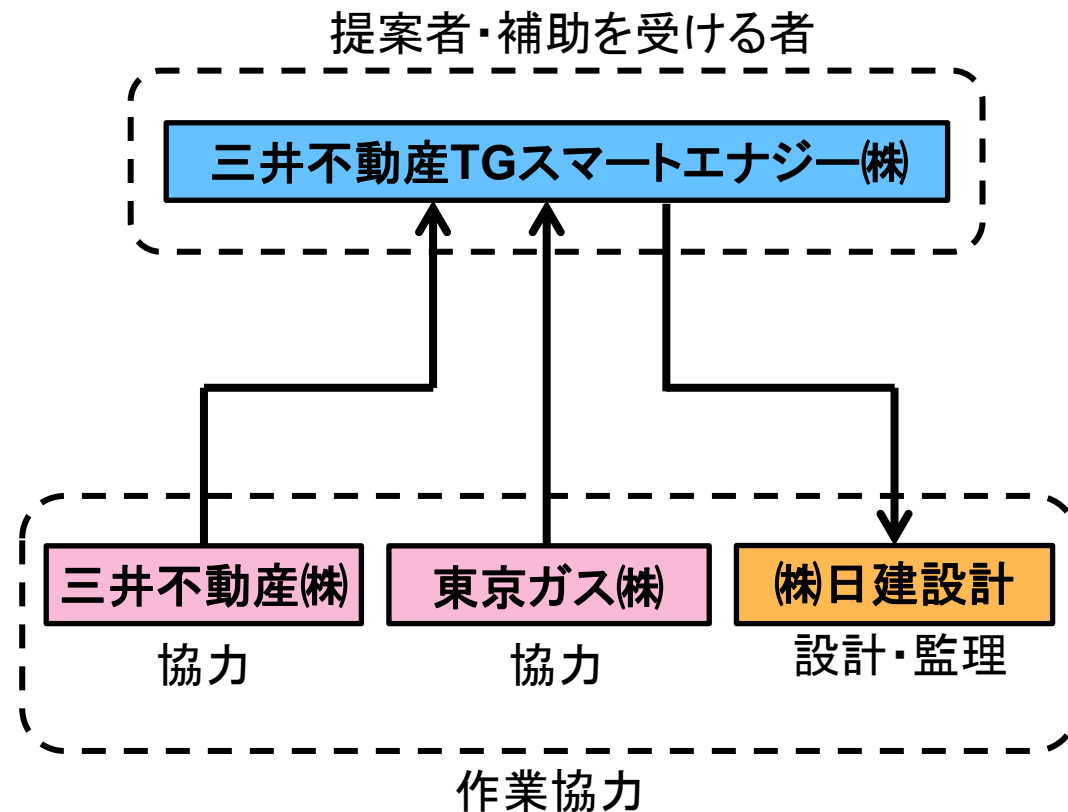 提案者・補助を受ける者
三井不動産TGスマートエナジー㈱
三井不動産㈱
東京ガス㈱
㈱日建設計
協力
協力
設計・監理
作業協力